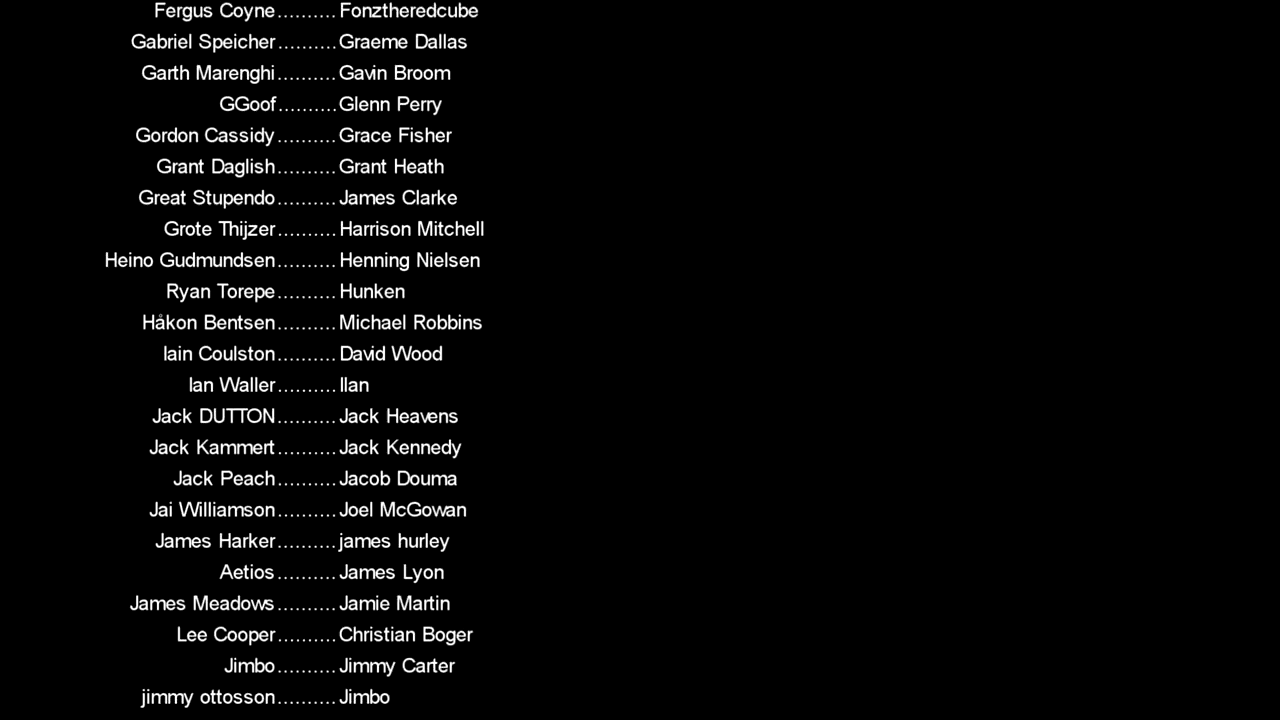 Fergus Coyne..........Fonztheredcube
Gabriel Speicher..........Graeme Dallas
Garth Marenghi..........Gavin Broom
GGoof..........Glenn Perry
Gordon Cassidy..........Grace Fisher
Grant Daglish..........Grant Heath
Great Stupendo..........James Clarke
Grote Thijzer..........Harrison Mitchell
Heino Gudmundsen..........Henning Nielsen
Ryan Torepe..........Hunken
Håkon Bentsen..........Michael Robbins
Iain Coulston..........David Wood
Ian Waller..........Ilan
Jack DUTTON..........Jack Heavens
Jack Kammert..........Jack Kennedy
Jack Peach..........Jacob Douma
Jai Williamson..........Joel McGowan
James Harker..........james hurley
Aetios..........James Lyon
James Meadows..........Jamie Martin
Lee Cooper..........Christian Boger
Jimbo..........Jimmy Carter
jimmy ottosson..........Jimbo